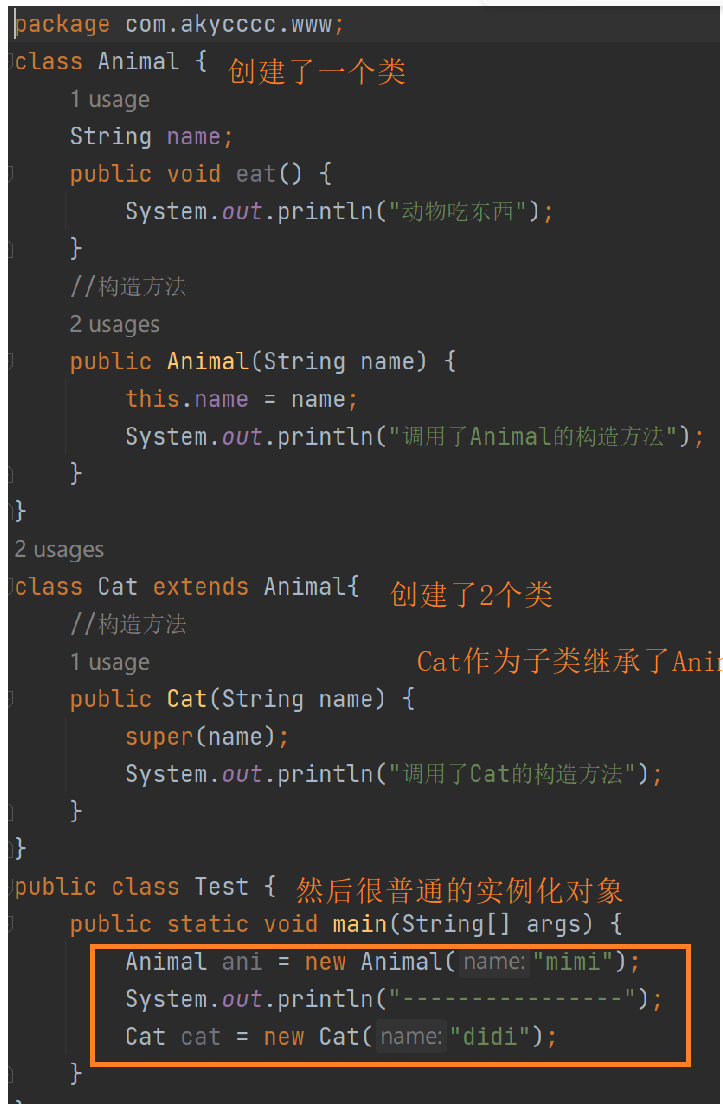 package com.akycccc.www;
class Animal { 创建了一个类
1 usage
String name;
public void eat() {
System.out.println("动物吃东西");
}
//构造方法
2 usages
public Animal(String name) {
this.name = name;
System.out.println("调用了Animal的构造方法");
}
}
2 usages
class Cat extends Animal{ 创建了2个类
//构造方法
1 usage Cat作为子类继承了Ani
public Cat(String name) {
super(name);
System.out.println("调用了Cat的构造方法");
}
}
public class Test { 然后很普通的实例化对象
public static void main(String[] args) {
Animal ani = new Animal( name: "mimi");
System.out.println("----------------");
Cat cat = new Cat( name: "didi");
}